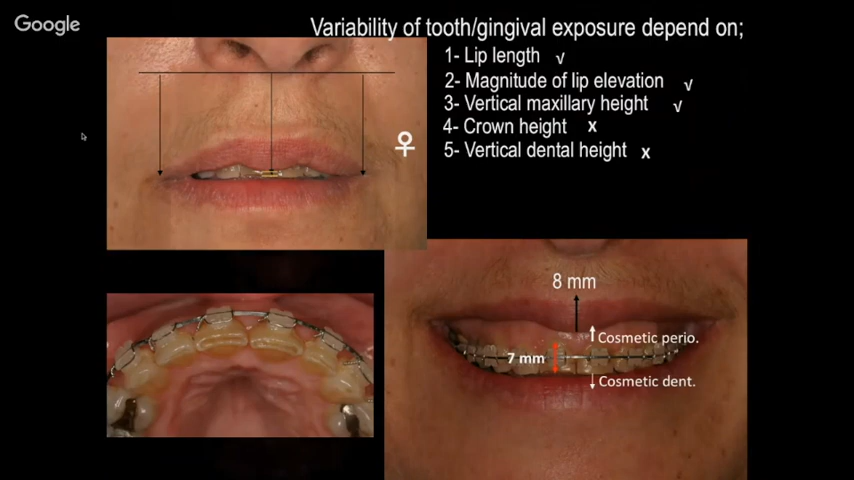 Google
Variability of tooth/gingival exposure depend on;
1- Lip length √
2- Magnitude of lip elevation √
3- Vertical maxillary height √
4- Crown height x
5- Vertical dental height x
♀
8 mm
Cosmetic perio.
7 mm
Cosmetic dent.